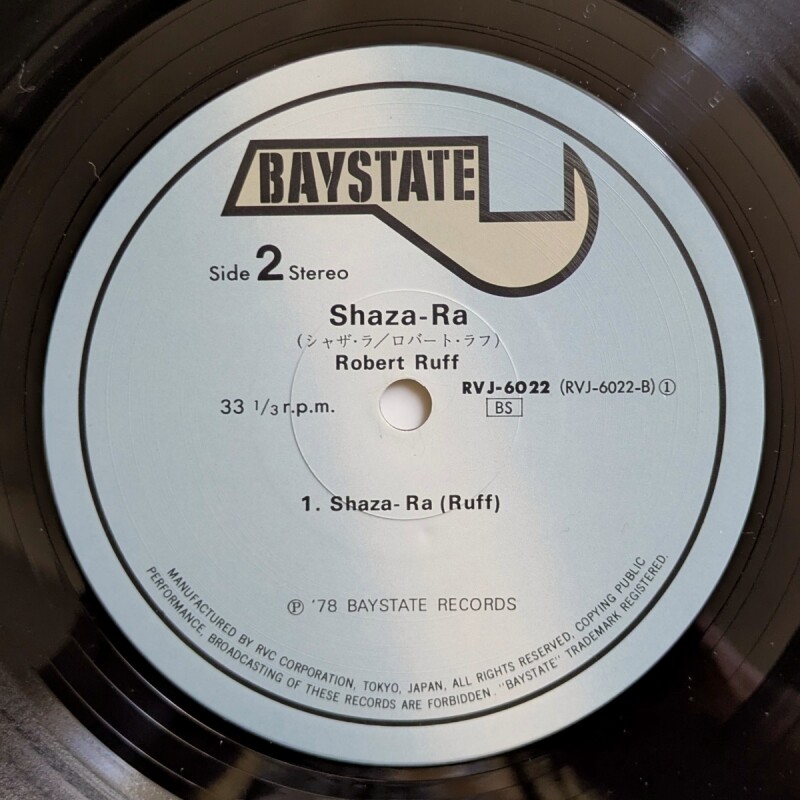 BAYSTATE
Side 2 Stereo
Shaza-Ra
(シャザ・ラ/ロバート・ラフ)
Robert Ruff
33 1/3 r.p.m.
RVJ-6022 (RVJ-6022-B) ①
BS
1. Shaza-Ra (Ruff)
Ⓟ '78 BAYSTATE RECORDS
MANUFACTURED BY RVC CORPORATION, TOKYO, JAPAN, ALL RIGHTS RESERVED, COPYING PUBLIC
PERFORMANCE, BROADCASTING OF THESE RECORDS ARE FORBIDDEN. "BAYSTATE" TRADEMARK REGISTERED.